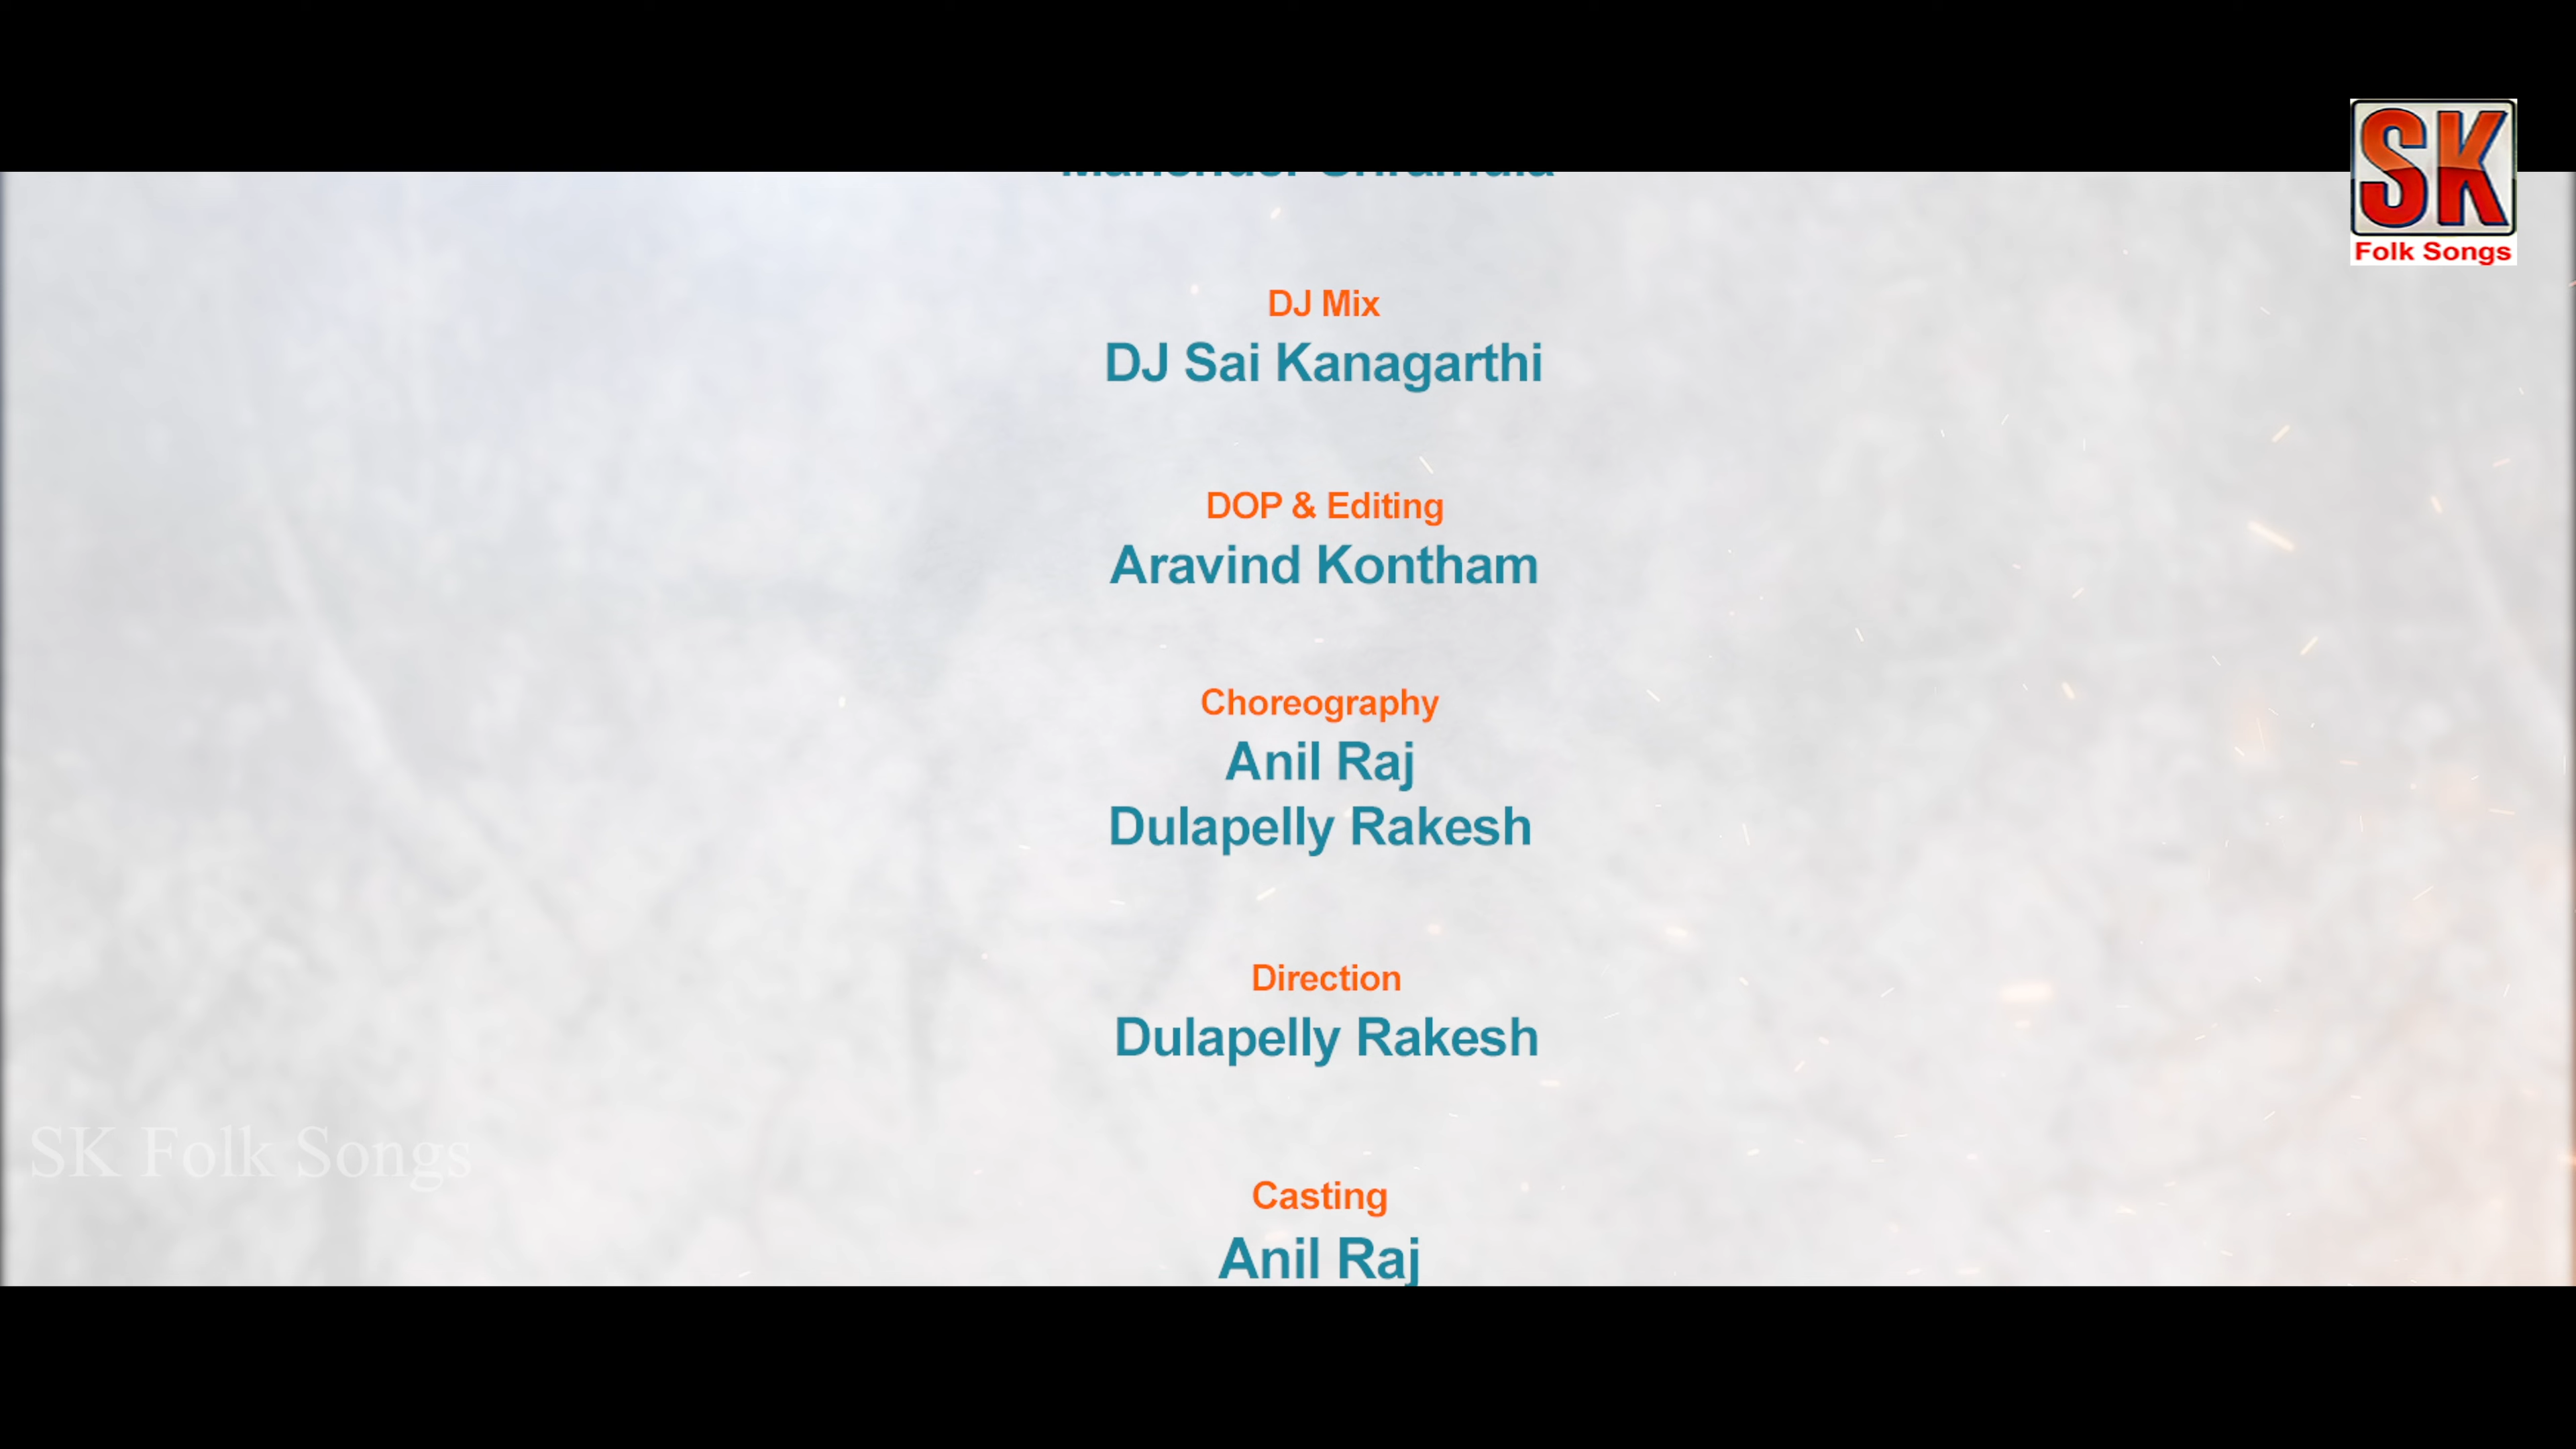 SK
Folk Songs
DJ Mix
DJ Sai Kanagarthi
DOP & Editing
Aravind Kontham
Choreography
Anil Raj
Dulapelly Rakesh
Direction
Dulapelly Rakesh
SK Folk Songs
Casting
Anil Raj